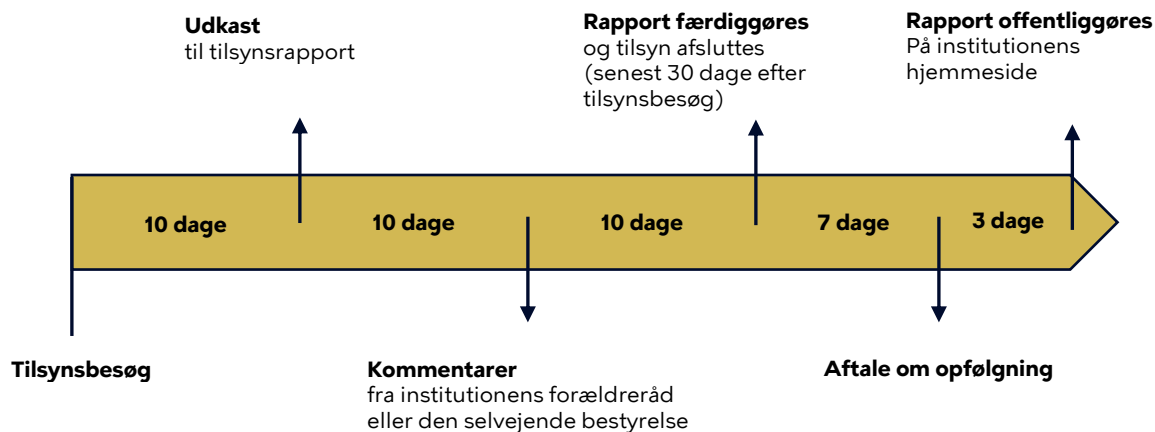 Udkast
til tilsynsrapport
Rapport færdiggøres
og tilsyn afsluttes
(senest 30 dage efter
tilsynsbesøg)
Rapport offentliggøres
På institutionens
hjemmeside
10 dage
10 dage
10 dage
7 dage
3 dage
Tilsynsbesøg
Kommentarer
fra institutionens forældreråd
eller den selvejende bestyrelse
Aftale om opfølgning